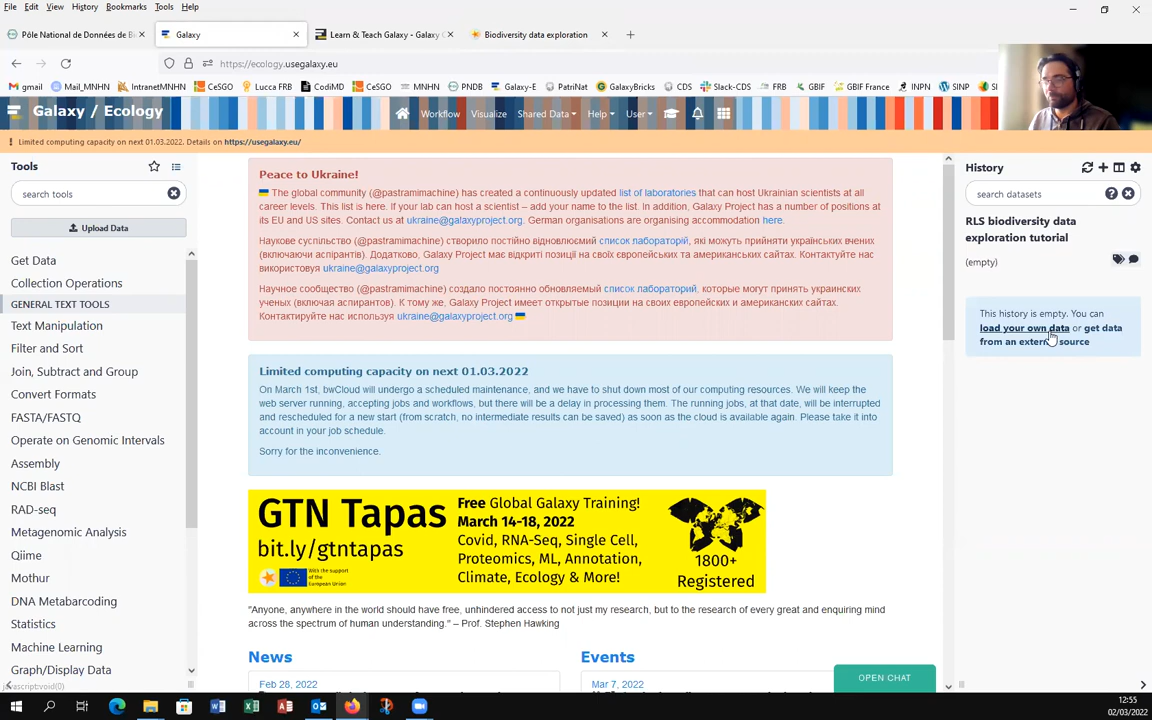 File Edit View History Bookmarks Tools Help
Pôle National de Données de Bi
Galaxy
Learn & Teach Galaxy - Galaxy C
Biodiversity data exploration
https://ecology.usegalaxy.eu
gmail Mail_MNHN IntranetMNHN CeSGO Lucca FRB CodiMD CeSGO MNHN PNDB Galaxy-E PatriNat GalaxyBricks CDS Slack-CDS FRB GBIF GBIF France INPN SINP SI
Galaxy / Ecology
Workflow Visualize Shared Data Help User
Limited computing capacity on next 01.03.2022. Details on https://usegalaxy.eu/
Tools
search tools
Upload Data
Get Data
Collection Operations
GENERAL TEXT TOOLS
Text Manipulation
Filter and Sort
Join, Subtract and Group
Convert Formats
FASTA/FASTQ
Operate on Genomic Intervals
Assembly
NCBI Blast
RAD-seq
Metagenomic Analysis
Qiime
Mothur
DNA Metabarcoding
Statistics
Machine Learning
Graph/Display Data
javascript:void(0)
Peace to Ukraine!
The global community (@pastramimachine) has created a continuously updated list of laboratories that can host Ukrainian scientists at all
career levels. This list is here. If your lab can host a scientist – add your name to the list. In addition, Galaxy Project has a number of positions at
its EU and US sites. Contact us at ukraine@galaxyproject.org. German organisations are organising accommodation here.
Наукове суспільство (@pastramimachine) створило постійно відновлюємий список лабораторій, які можуть прийняти українських вчених
(включаючи аспірантів). Додатково, Galaxy Project має відкриті позиції на своїх європейських та американських сайтах. Контактуйте нас
використовуя ukraine@galaxyproject.org
Научное сообщество (@pastramimachine) создало постоянно обновляемый список лабораторий, которые могут принять украинских
ученых (включая аспирантов). К тому же, Galaxy Project имеет открытые позиции на своих европейских и американских сайтах.
Контактируйте нас используя ukraine@galaxyproject.org
Limited computing capacity on next 01.03.2022
On March 1st, bwCloud will undergo a scheduled maintenance, and we have to shut down most of our computing resources. We will keep the
web server running, accepting jobs and workflows, but there will be a delay in processing them. The running jobs, at that date, will be interrupted
and rescheduled for a new start (from scratch, no intermediate results can be saved) as soon as the cloud is available again. Please take it into
account in your job schedule.
Sorry for the inconvenience.
GTN Tapas
bit.ly/gtntapas
With the support
of the
European Union
Free Global Galaxy Training!
March 14-18, 2022
Covid, RNA-Seq, Single Cell,
Proteomics, ML, Annotation,
Climate, Ecology & More!
1800+
Registered
"Anyone, anywhere in the world should have free, unhindered access to not just my research, but to the research of every great and enquiring mind
across the spectrum of human understanding." – Prof. Stephen Hawking
News
Feb 28, 2022
Events
Mar 7, 2022
OPEN CHAT
History
search datasets
RLS biodiversity data
exploration tutorial
(empty)
This history is empty. You can
load your own data or get data
from an external source
12:55
02/03/2022